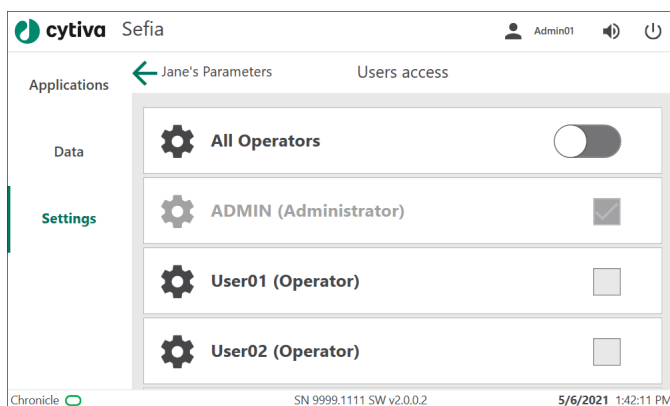 cytiva Sefia Admin01
Applications
Data
Settings
Jane's Parameters Users access
All Operators
ADMIN (Administrator)
User01 (Operator)
User02 (Operator)
Chronicle SN 9999.1111 SW v2.0.0.2 5/6/2021 1:42:11 PM